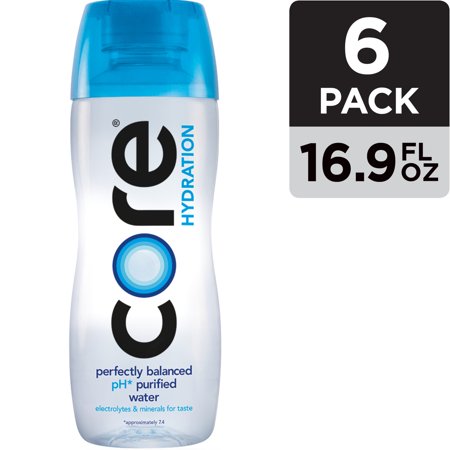 core®
HYDRATION
perfectly balanced
pH* purified
water
electrolytes & minerals for taste
*approximately 7.4
6
PACK
16.9 FL OZ